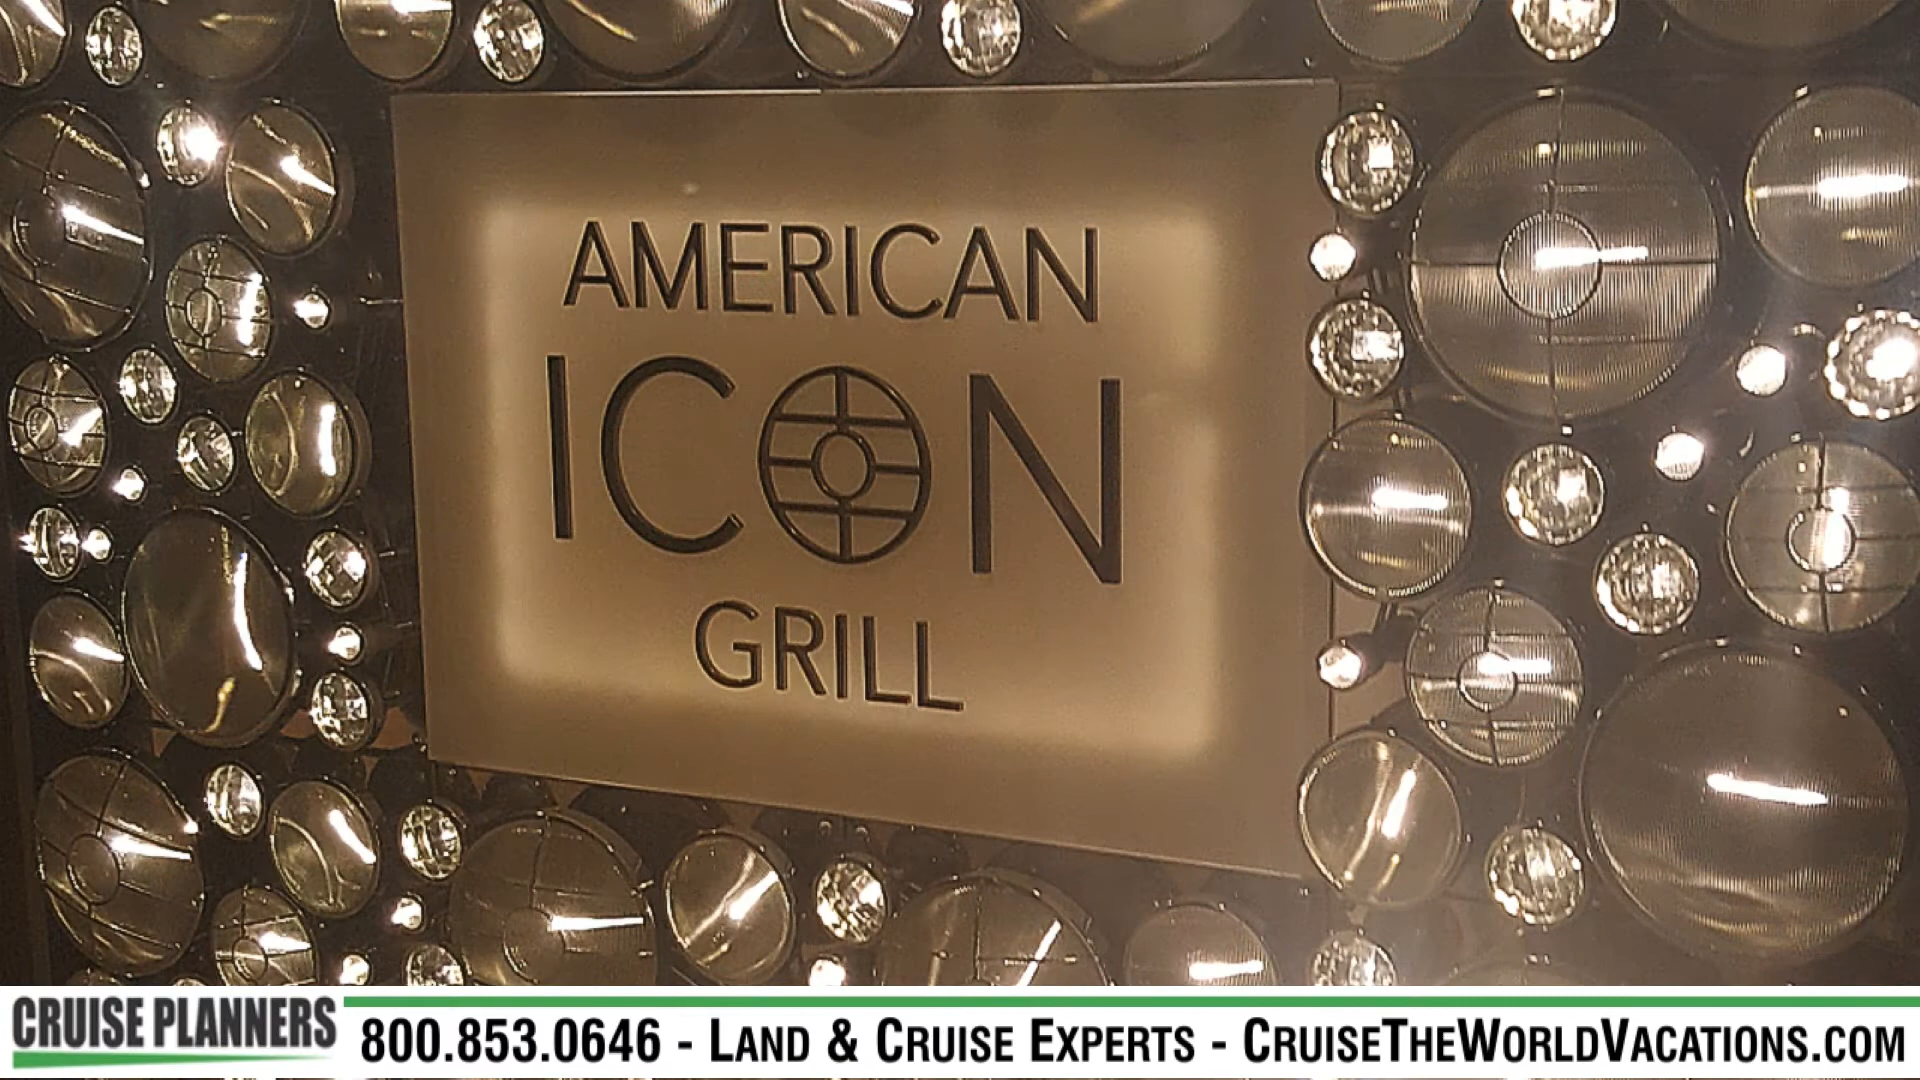 AMERICAN
ICON
GRILL
CRUISE PLANNERS
800.853.0646 - LAND & CRUISE EXPERTS - CRUISETHEWORLDVACATIONS.COM